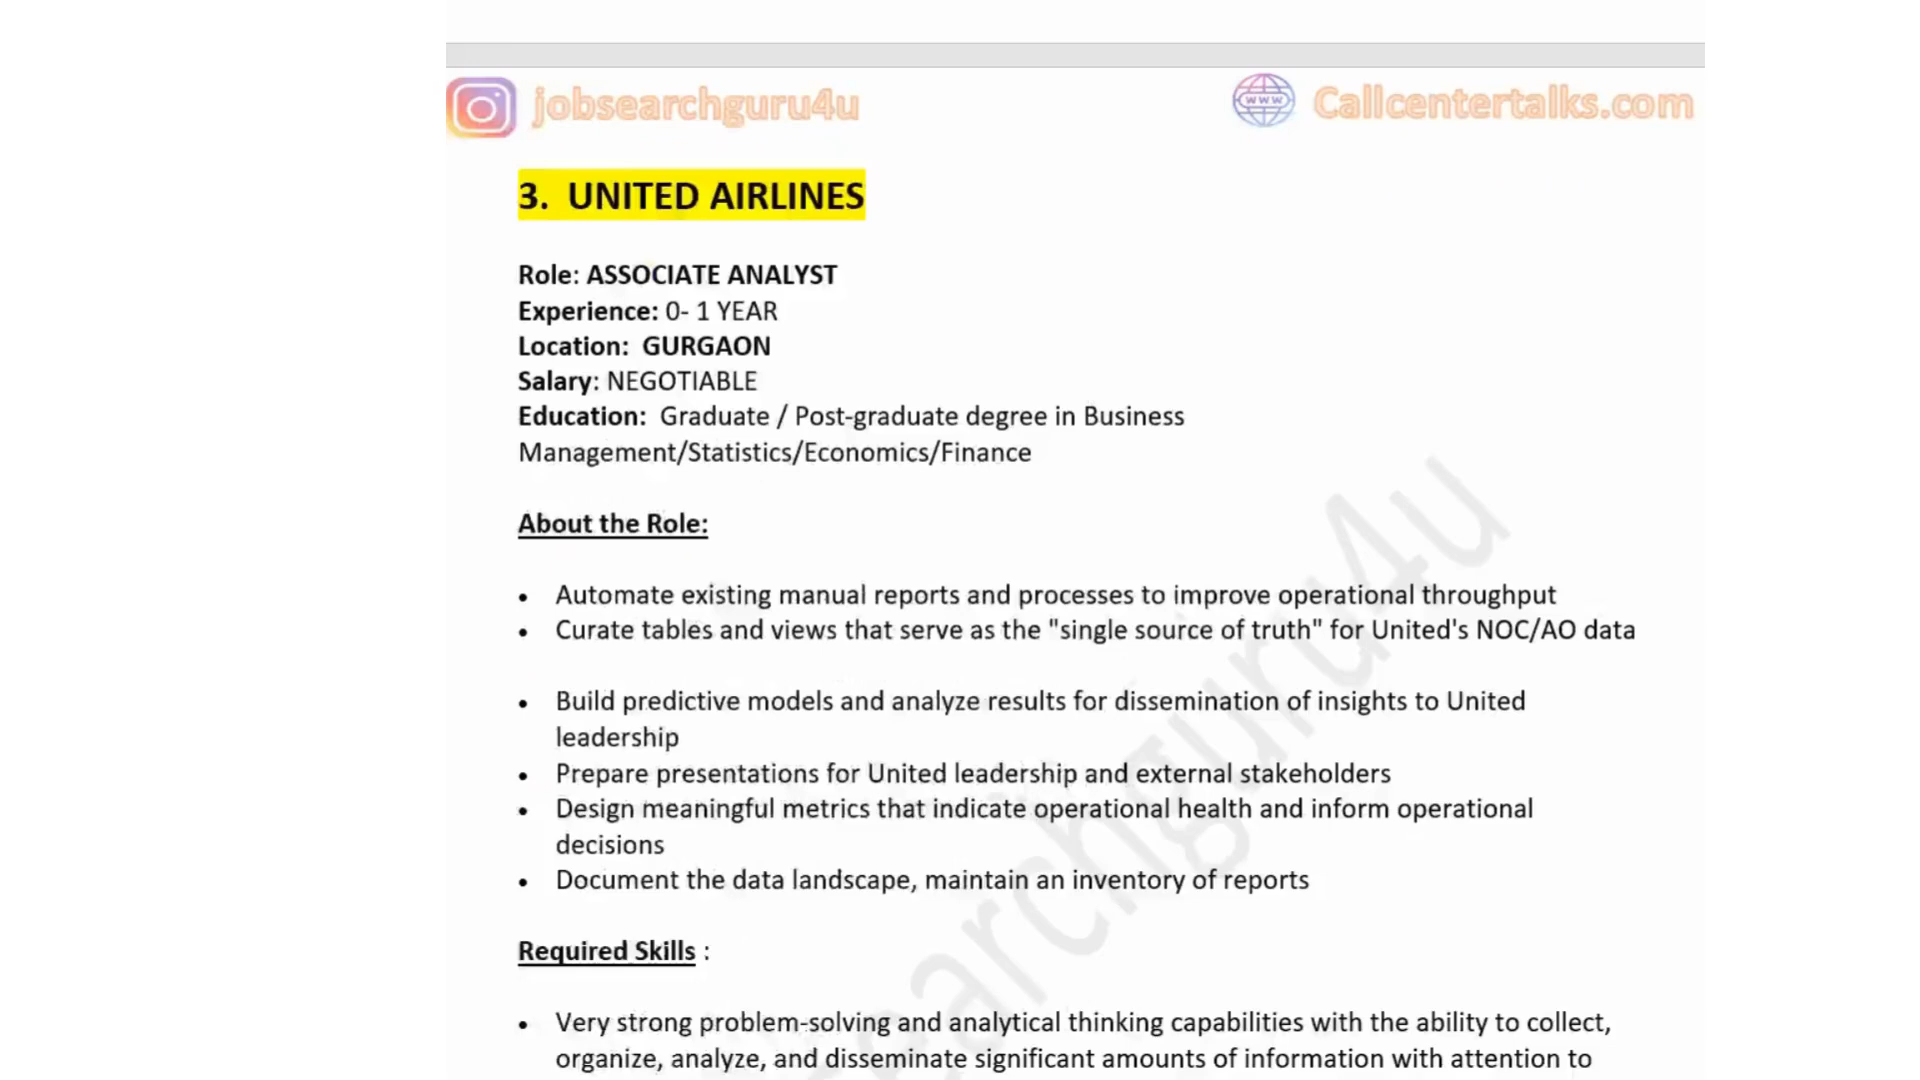 jobsearchguru4u
www
Callcentertalks.com
3. UNITED AIRLINES
Role: ASSOCIATE ANALYST
Experience: 0- 1 YEAR
Location: GURGAON
Salary: NEGOTIABLE
Education: Graduate / Post-graduate degree in Business
Management/Statistics/Economics/Finance
About the Role:
• Automate existing manual reports and processes to improve operational throughput
• Curate tables and views that serve as the "single source of truth" for United's NOC/AO data
• Build predictive models and analyze results for dissemination of insights to United
leadership
• Prepare presentations for United leadership and external stakeholders
• Design meaningful metrics that indicate operational health and inform operational
decisions
• Document the data landscape, maintain an inventory of reports
Required Skills :
• Very strong problem-solving and analytical thinking capabilities with the ability to collect,
organize, analyze, and disseminate significant amounts of information with attention to
earchguru4u